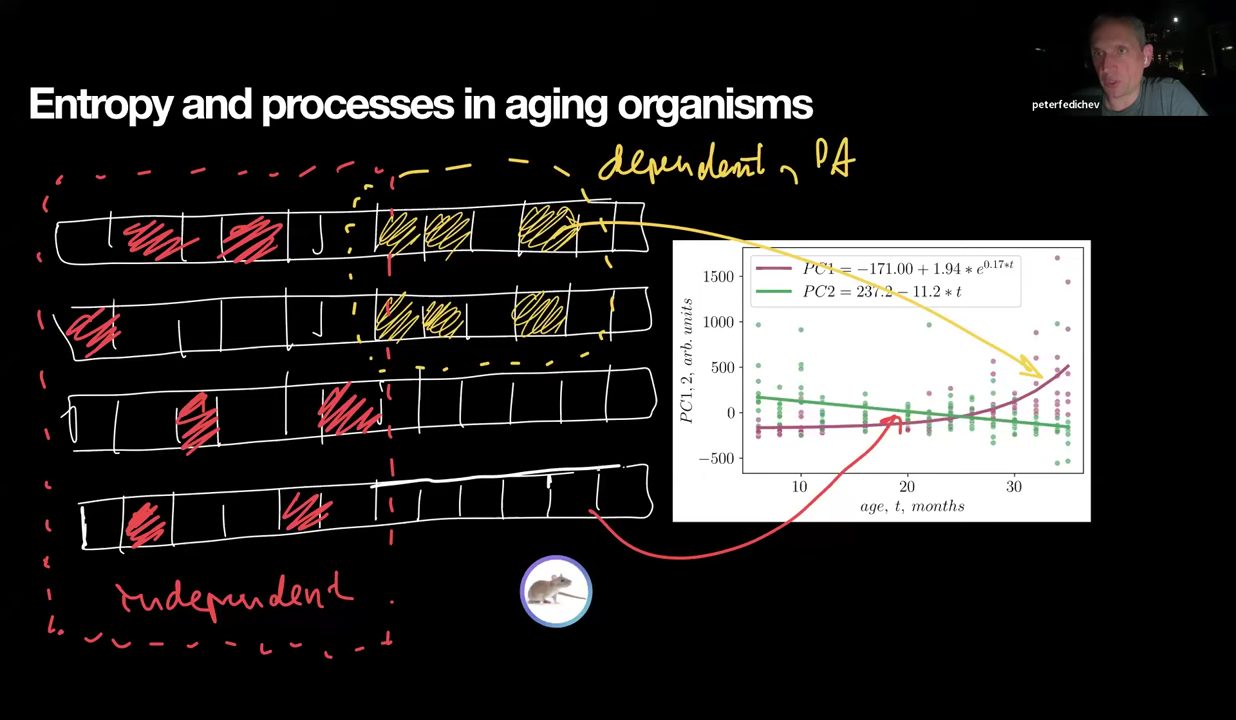 Entropy and processes in aging organisms
peterfedichev
dependent, PA
PC1 = −171.00 + 1.94 * e^0.17*t
PC2 = 237.2 − 11.2 * t
1500
1000
500
0
−500
PC1, 2, arb. units
10
20
30
age, t, months
independent